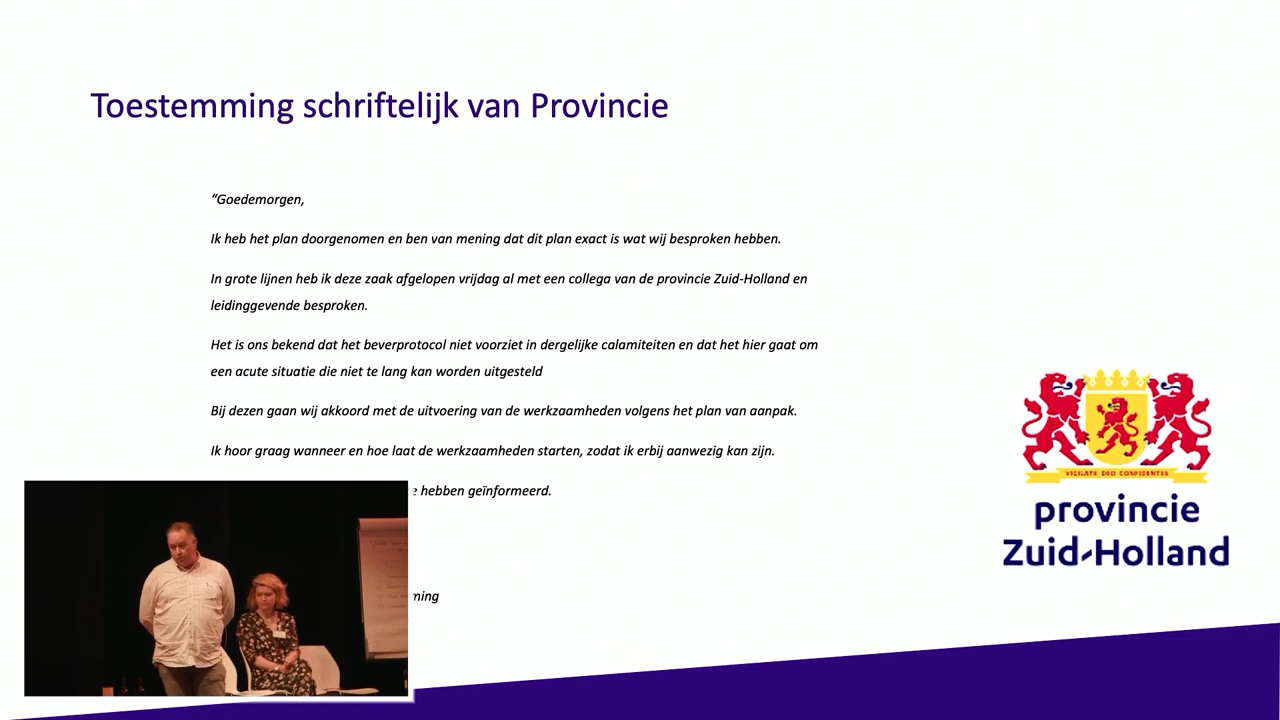 Toestemming schriftelijk van Provincie
“Goedemorgen,
Ik heb het plan doorgenomen en ben van mening dat dit plan exact is wat wij besproken hebben.
In grote lijnen heb ik deze zaak afgelopen vrijdag al met een collega van de provincie Zuid-Holland en
leidinggevende besproken.
Het is ons bekend dat het beverprotocol niet voorziet in dergelijke calamiteiten en dat het hier gaat om
een acute situatie die niet te lang kan worden uitgesteld
Bij dezen gaan wij akkoord met de uitvoering van de werkzaamheden volgens het plan van aanpak.
Ik hoor graag wanneer en hoe laat de werkzaamheden starten, zodat ik erbij aanwezig kan zijn.
hebben geïnformeerd.
ming
VIGILATE DEO CONFIDENTES
provincie
Zuid-Holland